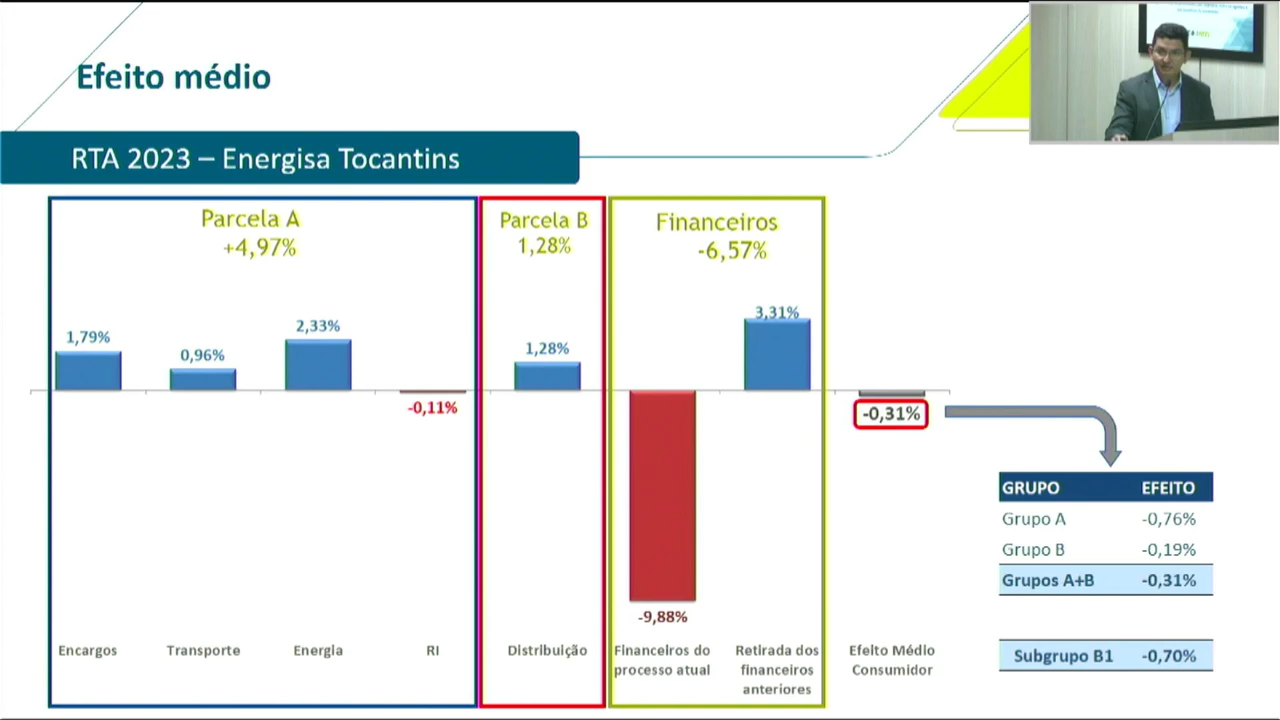 Efeito médio
RTA 2023 – Energisa Tocantins
Parcela A
+4,97%
Parcela B
1,28%
Financeiros
-6,57%
1,79%
0,96%
2,33%
-0,11%
1,28%
-9,88%
3,31%
-0,31%
Encargos
Transporte
Energia
RI
Distribuição
Financeiros do
processo atual
Retirada dos
financeiros
anteriores
Efeito Médio
Consumidor
GRUPO EFEITO
Grupo A -0,76%
Grupo B -0,19%
Grupos A+B -0,31%
Subgrupo B1 -0,70%